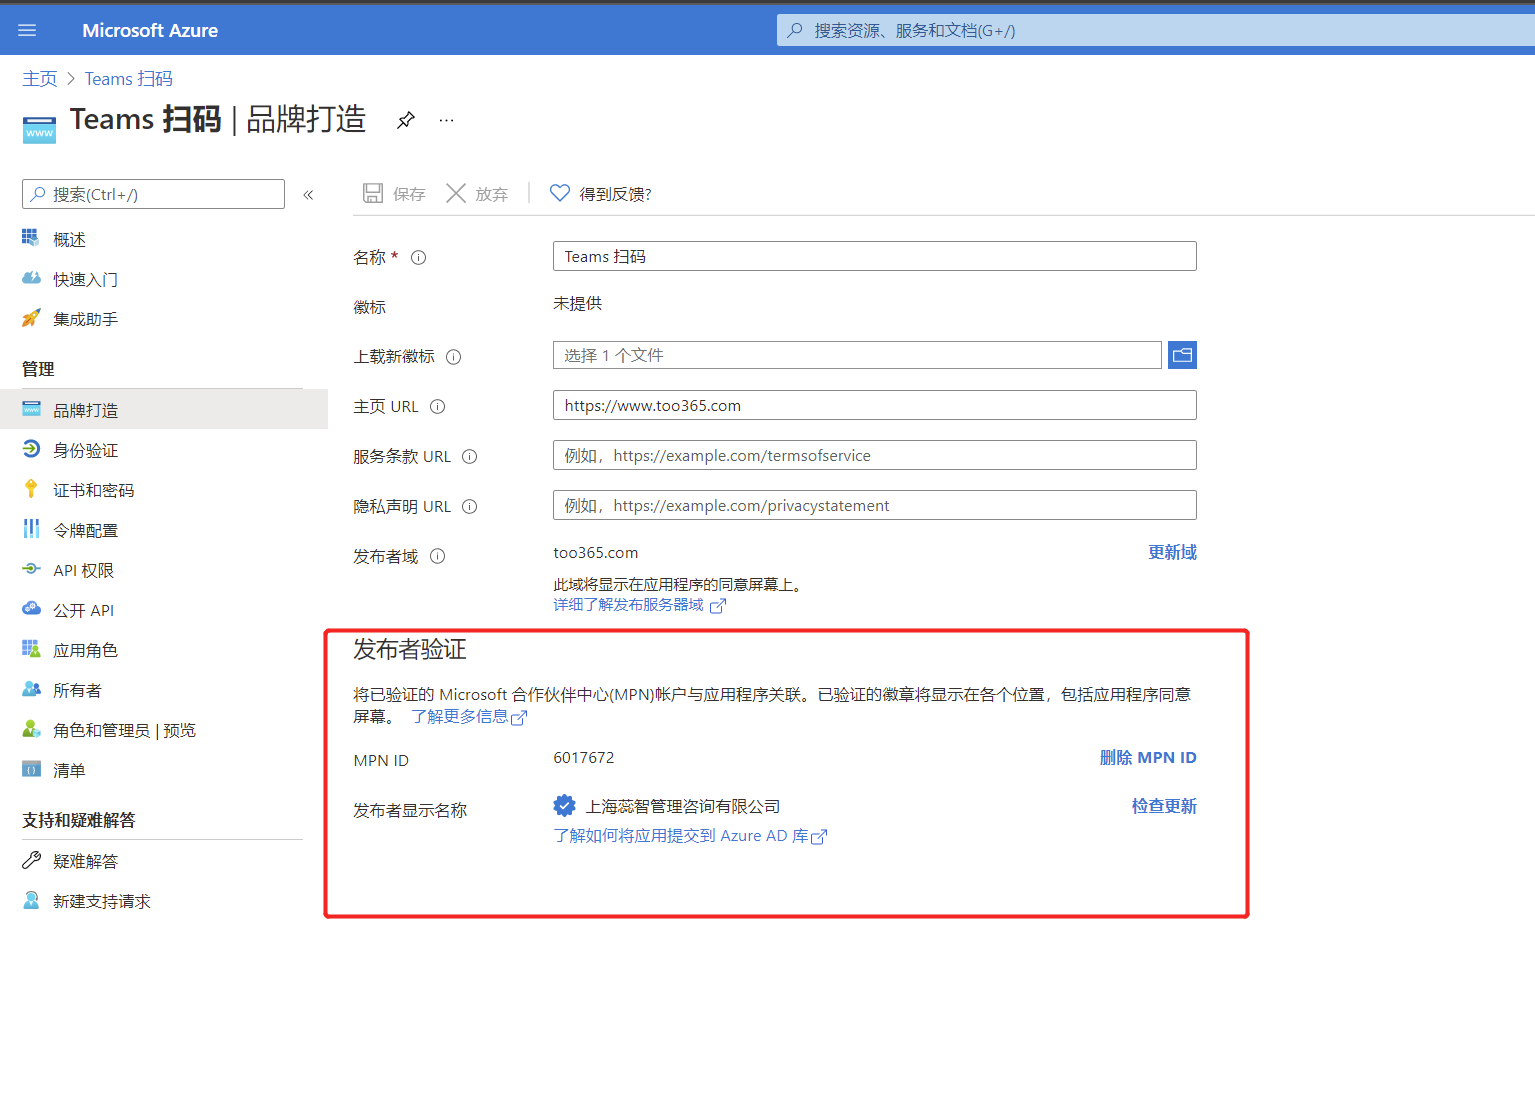 Microsoft Azure
搜索资源、服务和文档(G+/)
主页 > Teams 扫码
Teams 扫码 | 品牌打造
搜索(Ctrl+/)
«
保存
放弃
得到反馈?
概述
快速入门
集成助手
管理
品牌打造
身份验证
证书和密码
令牌配置
API 权限
公开 API
应用角色
所有者
角色和管理员 | 预览
清单
支持和疑难解答
疑难解答
新建支持请求
名称 *
Teams 扫码
徽标
未提供
上载新徽标
选择 1 个文件
主页 URL
https://www.too365.com
服务条款 URL
例如，https://example.com/termsofservice
隐私声明 URL
例如，https://example.com/privacystatement
发布者域
too365.com
更新域
此域将显示在应用程序的同意屏幕上。
详细了解发布服务器域
发布者验证
将已验证的 Microsoft 合作伙伴中心(MPN)帐户与应用程序关联。已验证的徽章将显示在各个位置，包括应用程序同意
屏幕。 了解更多信息
MPN ID
6017672
删除 MPN ID
发布者显示名称
上海蕊智管理咨询有限公司
检查更新
了解如何将应用提交到 Azure AD 库